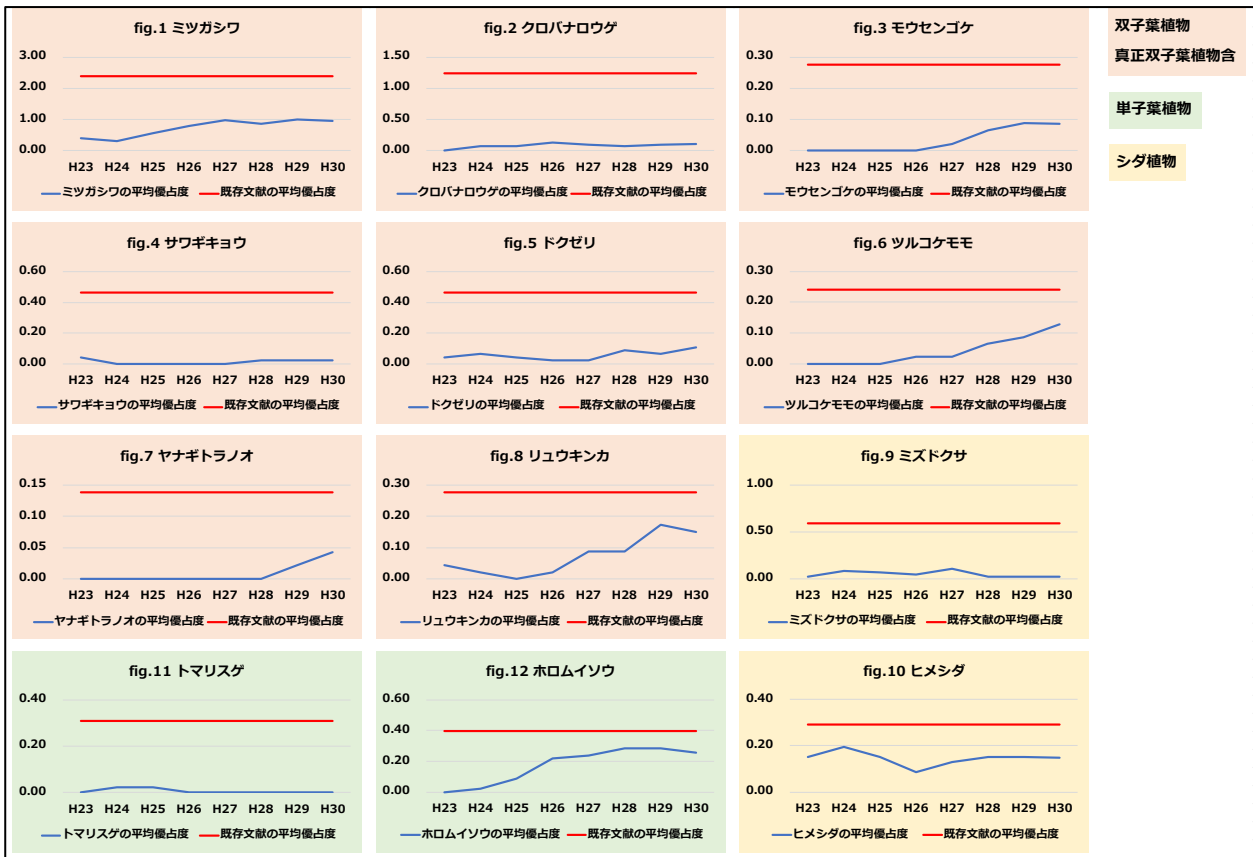 fig.1 ミツガシワ
3.00
2.00
1.00
0.00
H23 H24 H25 H26 H27 H28 H29 H30
ミツガシワの平均優占度 既存文献の平均優占度
fig.2 クロバナロウゲ
1.50
1.00
0.50
0.00
H23 H24 H25 H26 H27 H28 H29 H30
クロバナロウゲの平均優占度 既存文献の平均優占度
fig.3 モウセンゴケ
0.30
0.20
0.10
0.00
H23 H24 H25 H26 H27 H28 H29 H30
モウセンゴケの平均優占度 既存文献の平均優占度
双子葉植物
真正双子葉植物含
単子葉植物
シダ植物
fig.4 サワギキョウ
0.60
0.40
0.20
0.00
H23 H24 H25 H26 H27 H28 H29 H30
サワギキョウの平均優占度 既存文献の平均優占度
fig.5 ドクゼリ
0.60
0.40
0.20
0.00
H23 H24 H25 H26 H27 H28 H29 H30
ドクゼリの平均優占度 既存文献の平均優占度
fig.6 ツルコケモモ
0.30
0.20
0.10
0.00
H23 H24 H25 H26 H27 H28 H29 H30
ツルコケモモの平均優占度 既存文献の平均優占度
fig.7 ヤナギトラノオ
0.15
0.10
0.05
0.00
H23 H24 H25 H26 H27 H28 H29 H30
ヤナギトラノオの平均優占度 既存文献の平均優占度
fig.8 リュウキンカ
0.30
0.20
0.10
0.00
H23 H24 H25 H26 H27 H28 H29 H30
リュウキンカの平均優占度 既存文献の平均優占度
fig.9 ミズドクサ
1.00
0.50
0.00
H23 H24 H25 H26 H27 H28 H29 H30
ミズドクサの平均優占度 既存文献の平均優占度
fig.11 トマリスゲ
0.40
0.20
0.00
H23 H24 H25 H26 H27 H28 H29 H30
トマリスゲの平均優占度 既存文献の平均優占度
fig.12 ホロムイソウ
0.60
0.40
0.20
0.00
H23 H24 H25 H26 H27 H28 H29 H30
ホロムイソウの平均優占度 既存文献の平均優占度
fig.10 ヒメシダ
0.40
0.20
0.00
H23 H24 H25 H26 H27 H28 H29 H30
ヒメシダの平均優占度 既存文献の平均優占度